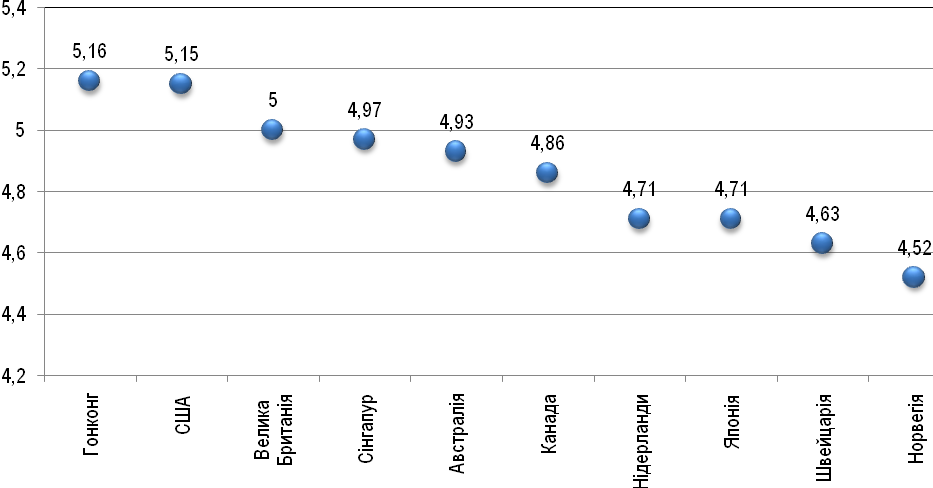 5,4
5,2
5
4,8
4,6
4,4
4,2
5,16
5,15
5
4,97
4,93
4,86
4,71
4,71
4,63
4,52
Гонконг
США
Велика
Британія
Сінгапур
Австралія
Канада
Нідерланди
Японія
Швейцарія
Норвегія